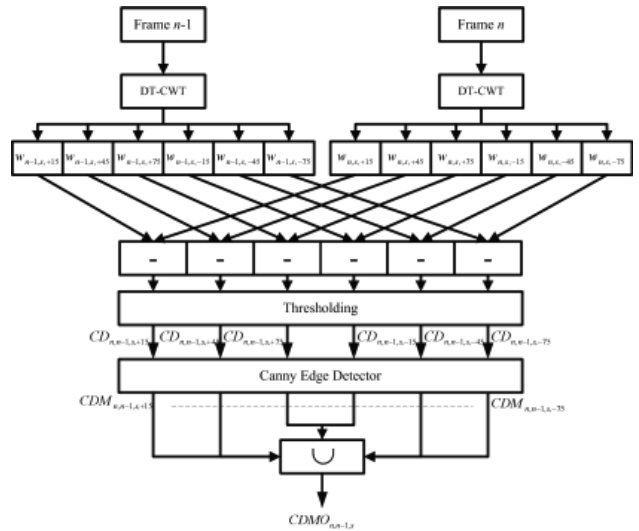 Frame n-1 Frame n
DT-CWT DT-CWT
w_{n-1,s,+15} w_{n-1,s,+45} w_{n-1,s,+75} w_{n-1,s,-15} w_{n-1,s,-45} w_{n-1,s,-75} w_{n,s,+15} w_{n,s,+45} w_{n,s,+75} w_{n,s,-15} w_{n,s,-45} w_{n,s,-75}
- - - - - -
Thresholding
CD_{n,n-1,s,+15} CD_{n,n-1,s,+45} CD_{n,n-1,s,+75} CD_{n,n-1,s,-15} CD_{n,n-1,s,-45} CD_{n,n-1,s,-75}
Canny Edge Detector
CDM_{n,n-1,s,+15} CDM_{n,n-1,s,-75}
∪
CDMO_{n,n-1,s}